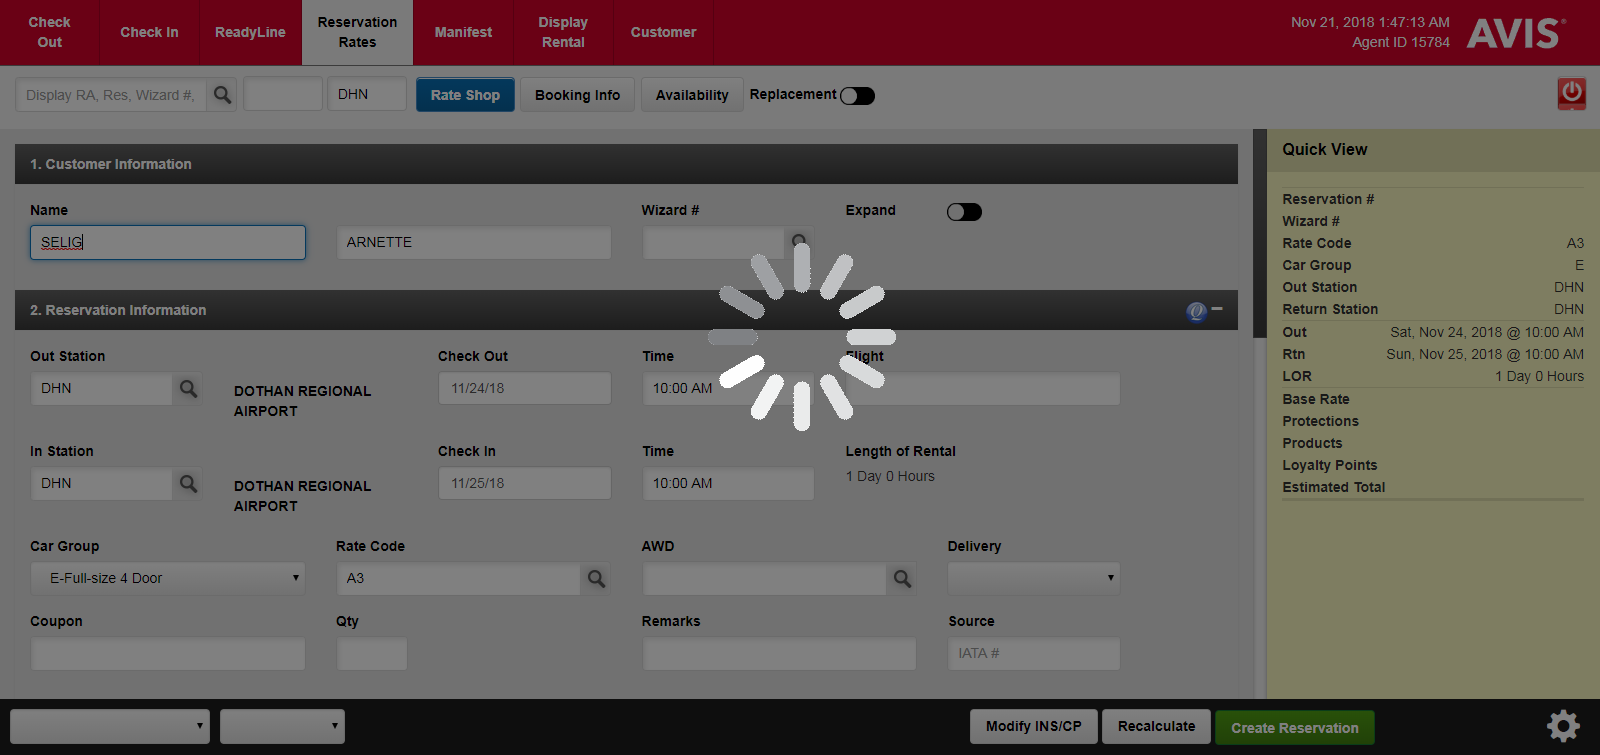 Check Out
Check In
ReadyLine
Reservation Rates
Manifest
Display Rental
Customer
Nov 21, 2018 1:47:13 AM
Agent ID 15784
AVIS
Display RA, Res, Wizard #,
DHN
Rate Shop
Booking Info
Availability
Replacement
1. Customer Information
Name
Wizard #
Expand
SELIG
ARNETTE
2. Reservation Information
Out Station
Check Out
Time
Flight
DHN
DOTHAN REGIONAL
AIRPORT
11/24/18
10:00 AM
In Station
Check In
Time
Length of Rental
DHN
DOTHAN REGIONAL
AIRPORT
11/25/18
10:00 AM
1 Day 0 Hours
Car Group
Rate Code
AWD
Delivery
E-Full-size 4 Door
A3
Coupon
Qty
Remarks
Source
IATA #
Quick View
Reservation #
Wizard #
Rate Code A3
Car Group E
Out Station DHN
Return Station DHN
Out Sat, Nov 24, 2018 @ 10:00 AM
Rtn Sun, Nov 25, 2018 @ 10:00 AM
LOR 1 Day 0 Hours
Base Rate
Protections
Products
Loyalty Points
Estimated Total
Modify INS/CP
Recalculate
Create Reservation